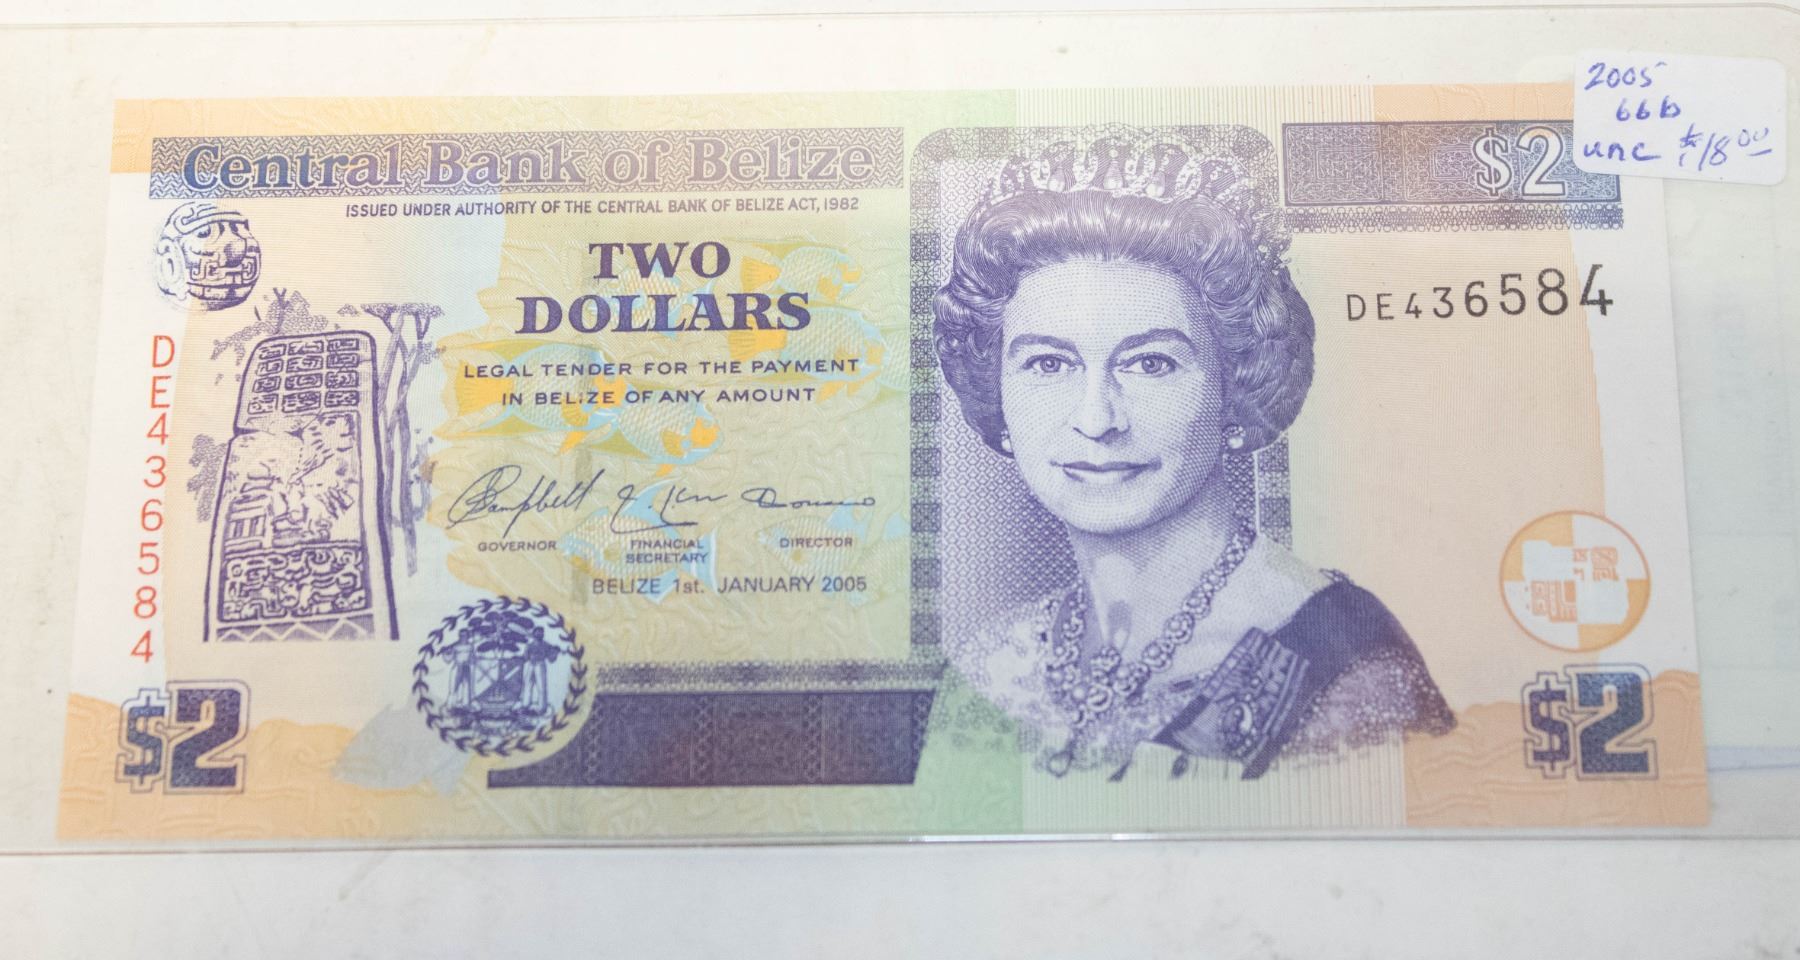 2005
66b
unc $18.00
Central Bank of Belize
$2
ISSUED UNDER AUTHORITY OF THE CENTRAL BANK OF BELIZE ACT, 1982
TWO
DOLLARS
DE436584
LEGAL TENDER FOR THE PAYMENT
IN BELIZE OF ANY AMOUNT
DE436584
Campbell
GOVERNOR
FINANCIAL
SECRETARY
DIRECTOR
BELIZE 1st. JANUARY 2005
$2
$2